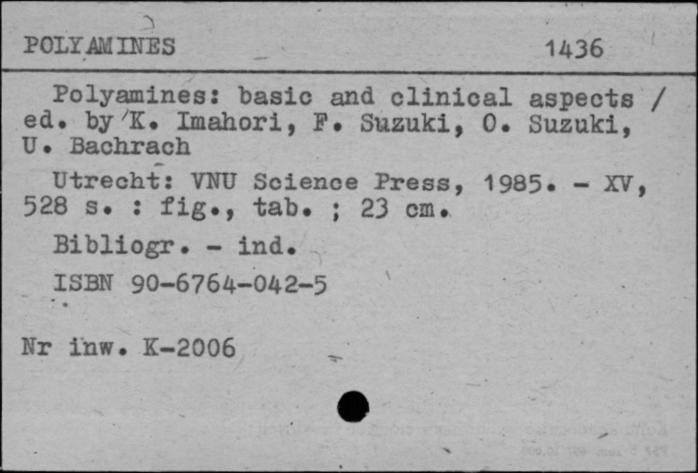 POLYAMINES 1436
Polyamines: basic and clinical aspects /
ed. by K. Imahori, F. Suzuki, O. Suzuki,
U. Bachrach
Utrecht: VNU Science Press, 1985. - XV,
528 s. : fig., tab. ; 23 cm.
Bibliogr. - ind.
ISBN 90-6764-042-5
Nr inw. K-2006